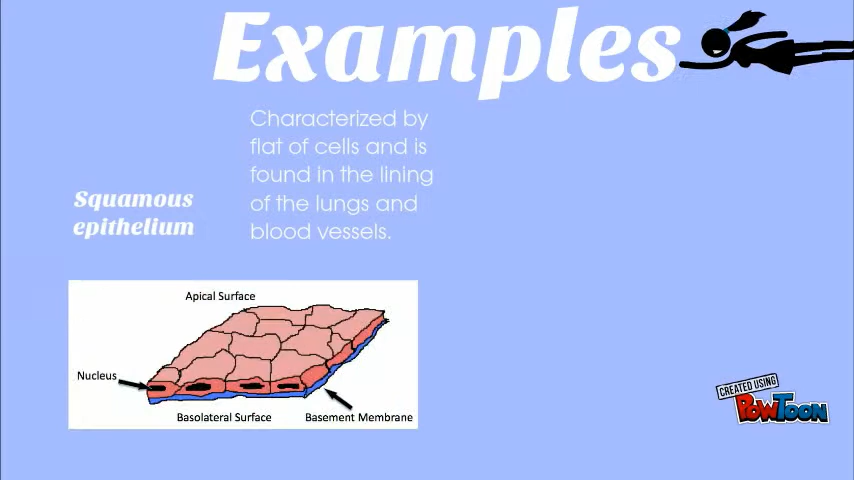 Examples
Characterized by
flat of cells and is
found in the lining
of the lungs and
blood vessels.
Squamous
epithelium
Apical Surface
Nucleus
Basolateral Surface
Basement Membrane
CREATED USING
POWTOON